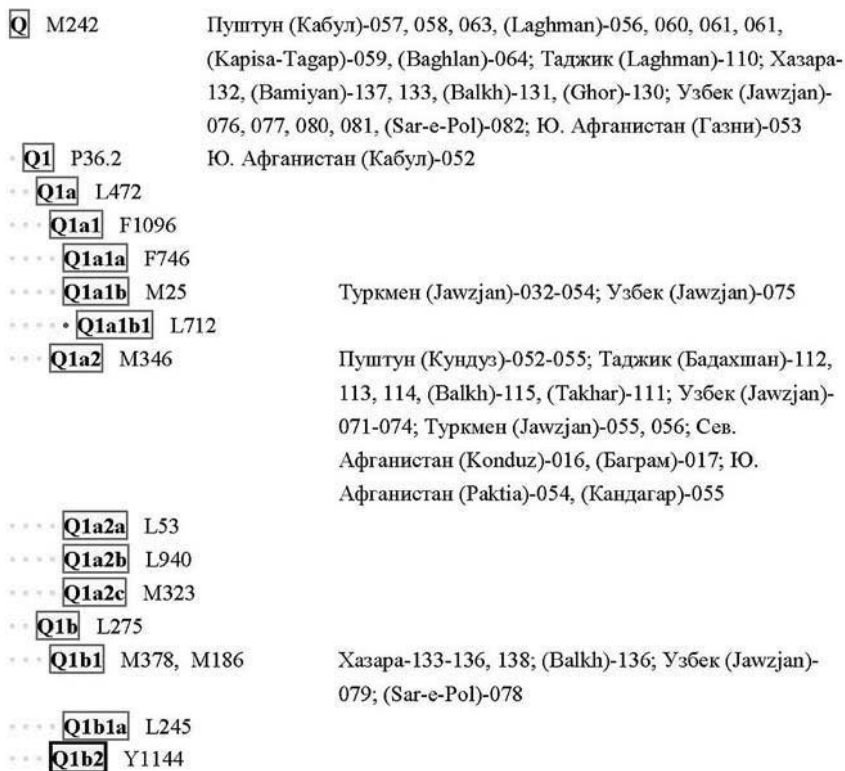 Q M242 Пуштун (Кабул)-057, 058, 063, (Laghman)-056, 060, 061, 061,
(Kapisa-Tagap)-059, (Baghlan)-064; Таджик (Laghman)-110; Хазара-
132, (Bamiyan)-137, 133, (Balkh)-131, (Ghor)-130; Узбек (Jawzjan)-
076, 077, 080, 081, (Sar-e-Pol)-082; Ю. Афганистан (Газни)-053
Q1 P36.2 Ю. Афганистан (Кабул)-052
Q1a L472
Q1a1 F1096
Q1a1a F746
Q1a1b M25 Туркмен (Jawzjan)-032-054; Узбек (Jawzjan)-075
Q1a1b1 L712
Q1a2 M346 Пуштун (Кундуз)-052-055; Таджик (Бадахшан)-112,
113, 114, (Balkh)-115, (Takhar)-111; Узбек (Jawzjan)-
071-074; Туркмен (Jawzjan)-055, 056; Сев.
Афганистан (Konduz)-016, (Баграм)-017; Ю.
Афганистан (Paktia)-054, (Кандагар)-055
Q1a2a L53
Q1a2b L940
Q1a2c M323
Q1b L275
Q1b1 M378, M186 Хазара-133-136, 138; (Balkh)-136; Узбек (Jawzjan)-
079; (Sar-e-Pol)-078
Q1b1a L245
Q1b2 Y1144